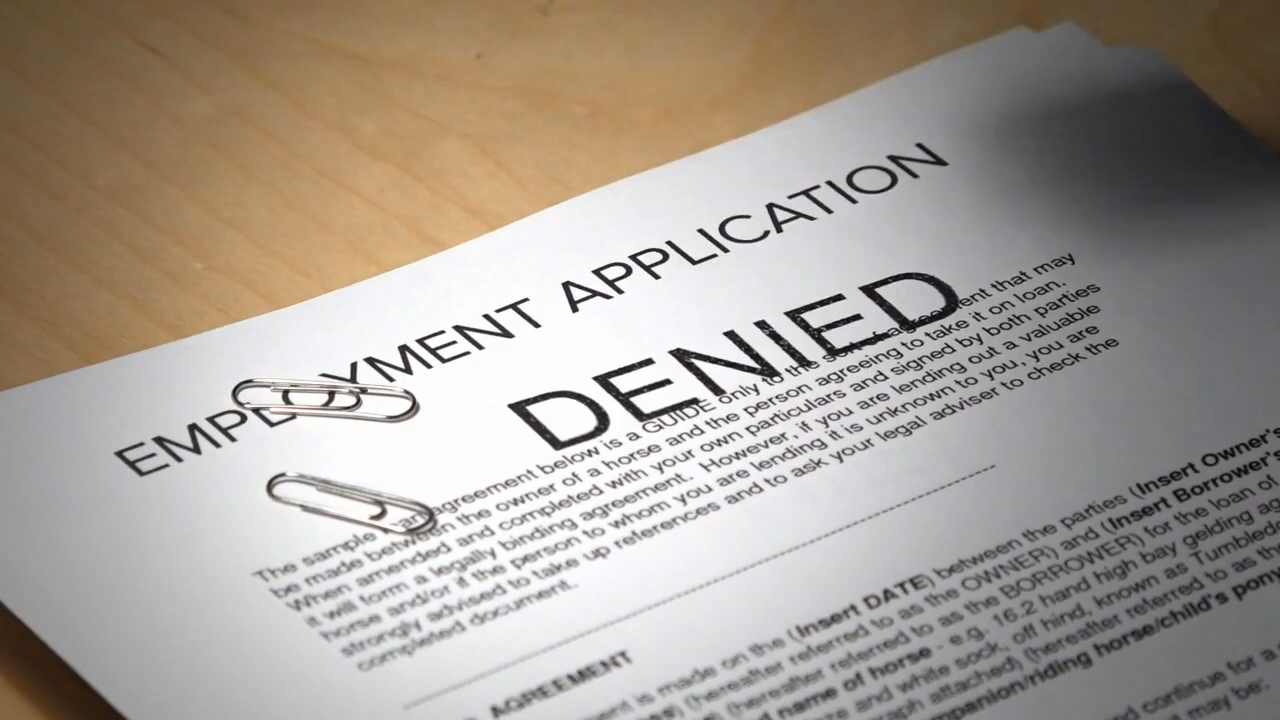 EMPLOYMENT APPLICATION
DENIED
The sample an agreement below is a GUIDE only to the sort of agreement that may
be made between the owner of a horse and the person agreeing to take it on loan.
When amended and completed with your own particulars and signed by both parties
it will form a legally binding agreement. However, if you are lending out a valuable
horse and/or if the person to whom you are lending it is unknown to you, you are
strongly advised to take up references and to ask your legal adviser to check the
completed document.
AGREEMENT
is made on the (Insert DATE) between the parties (Insert Owner's
(hereafter referred to as the OWNER) and (Insert Borrower's
(hereafter referred to as the BORROWER) for the loan of
name of horse - e.g. 16.2 hand high bay gelding
and white sock, off hind, known as
attached) (hereafter referred to as the
companion/riding horse/child's pony
continue for a
may be: